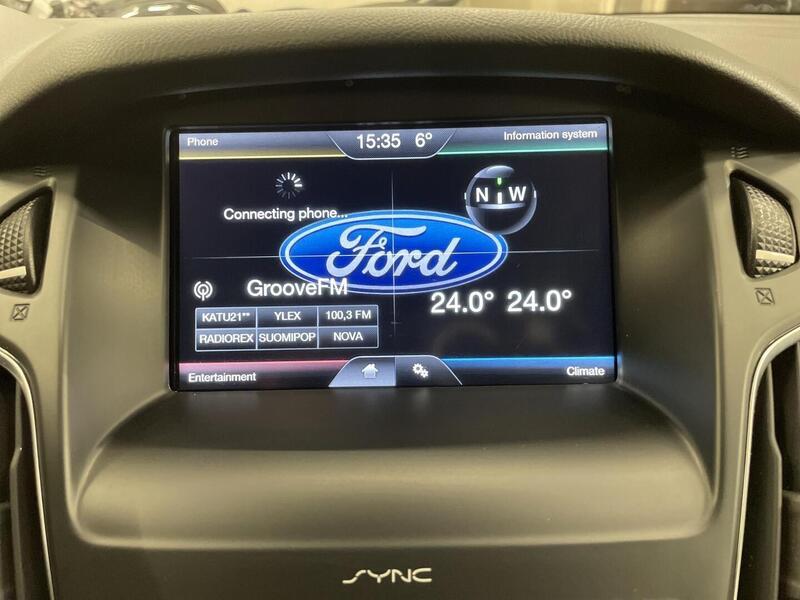 Phone
15:35 6°
Information system
Connecting phone...
N W
Ford
GrooveFM
24.0° 24.0°
KATU21** YLEX 100,3 FM
RADIOREX SUOMIPOP NOVA
Entertainment
Climate
SYNC